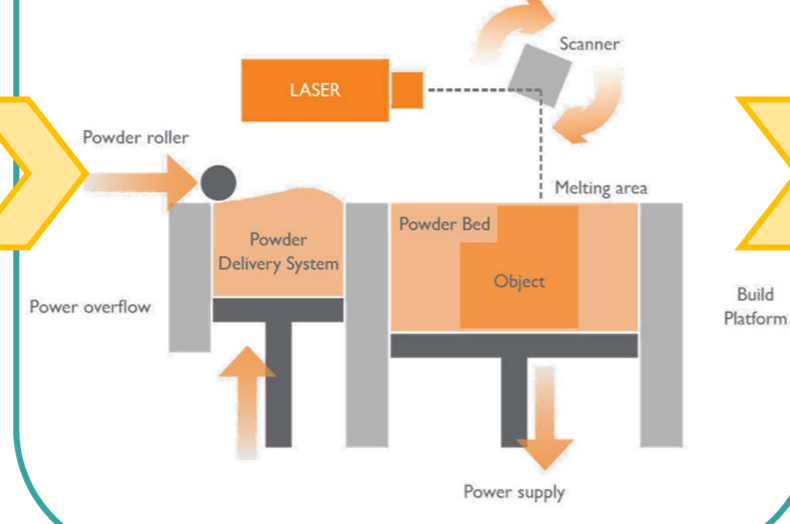 Scanner
LASER
Powder roller
Melting area
Powder Bed
Powder
Delivery System
Object
Power overflow
Build
Platform
Power supply